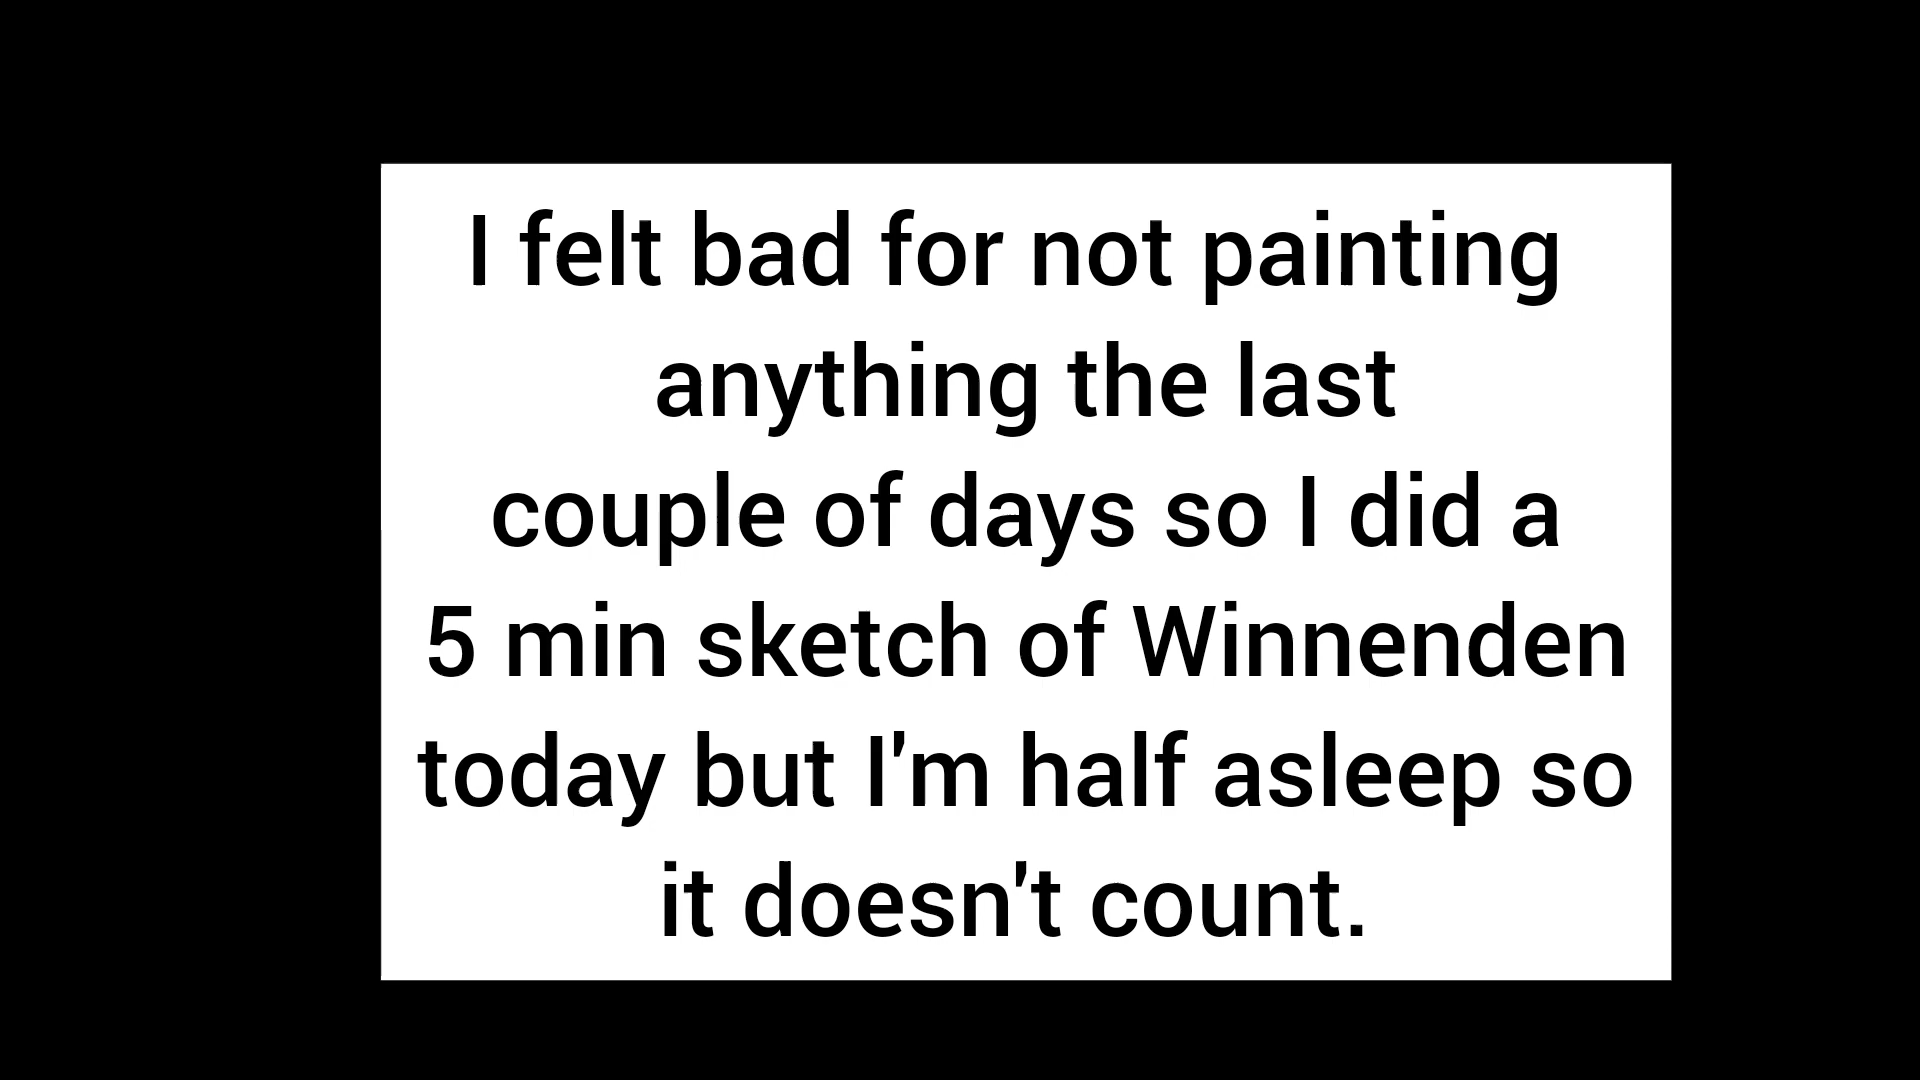 I felt bad for not painting
anything the last
couple of days so I did a
5 min sketch of Winnenden
today but I'm half asleep so
it doesn't count.